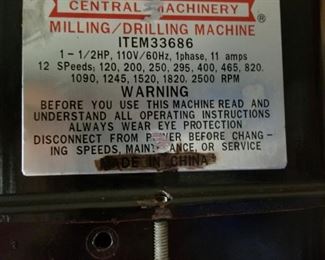 CENTRAL MACHINERY
®
MILLING/DRILLING MACHINE
ITEM33686
1-1/2HP, 110V/60Hz, 1phase, 11 amps
12 SPeeds; 120, 200, 250, 295, 400, 465, 820.
1090, 1245, 1520, 1820. 2500 RPM
WARNING
BEFORE YOU USE THIS MACHINE READ AND
UNDERSTAND ALL OPERATING INSTRUCTIONS
ALWAYS WEAR EYE PROTECTION
DISCONNECT FROM POWER BEFORE CHANG-
ING SPEEDS, MAINTENANCE, OR SERVICE
MADE IN CHINA